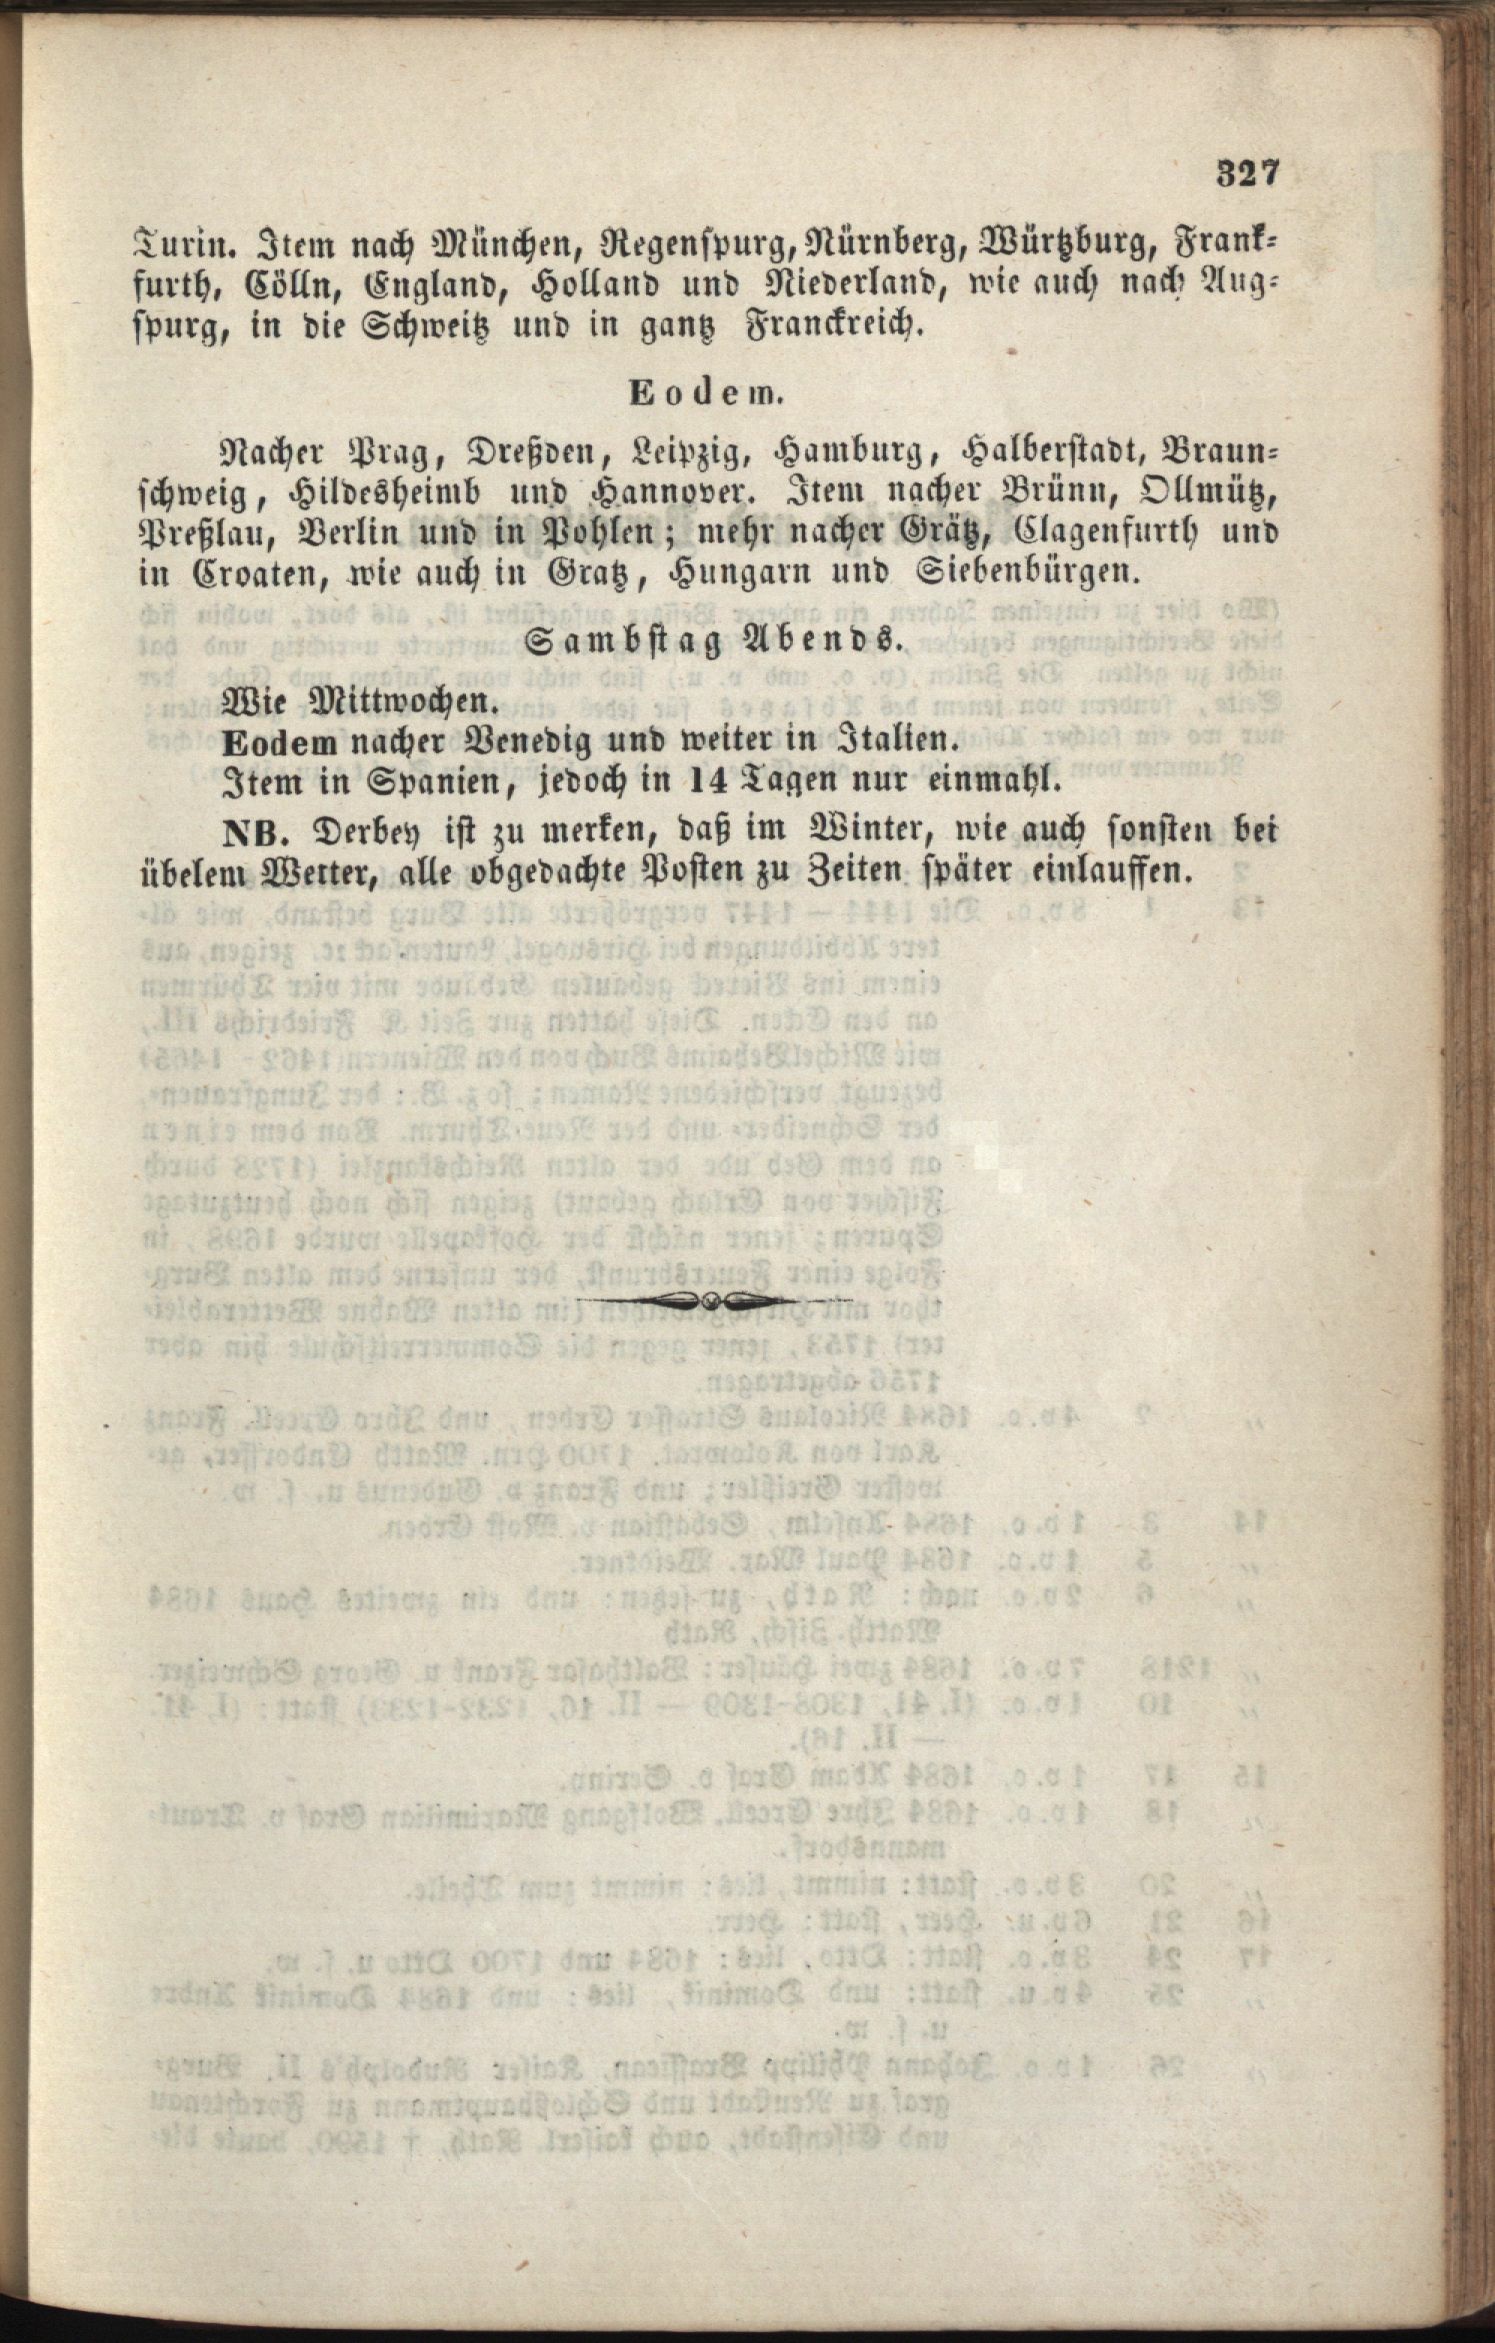 327
Turin. Item nach München, Regenspurg, Nürnberg, Würtzburg, Frank-
furth, Cölln, England, Holland und Niederland, wie auch nach Aug-
spurg, in die Schweitz und in gantz Franckreich.
Eodem.
Nacher Prag, Dreßden, Leipzig, Hamburg, Halberstadt, Braun-
schweig, Hildesheimb und Hannover. Item nacher Brünn, Ollmütz,
Preßlau, Berlin und in Pohlen; mehr nacher Grätz, Clagenfurth und
in Croaten, wie auch in Gratz, Hungarn und Siebenbürgen.
Sambstag Abends.
Wie Mittwochen.
Eodem nacher Venedig und weiter in Italien.
Item in Spanien, jedoch in 14 Tagen nur einmahl.
NB. Derbey ist zu merken, daß im Winter, wie auch sonsten bei
übelem Wetter, alle obgedachte Posten zu Zeiten später einlauffen.